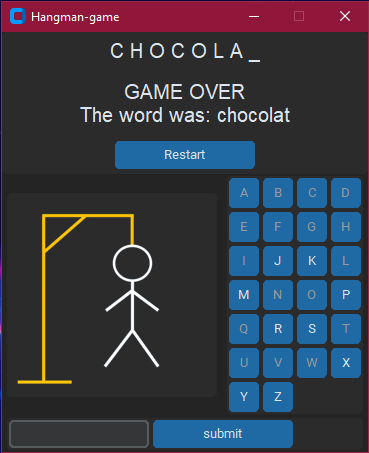 Hangman-game
C H O C O L A _
GAME OVER
The word was: chocolat
Restart
A B C D
E F G H
I J K L
M N O P
Q R S T
U V W X
Y Z
submit